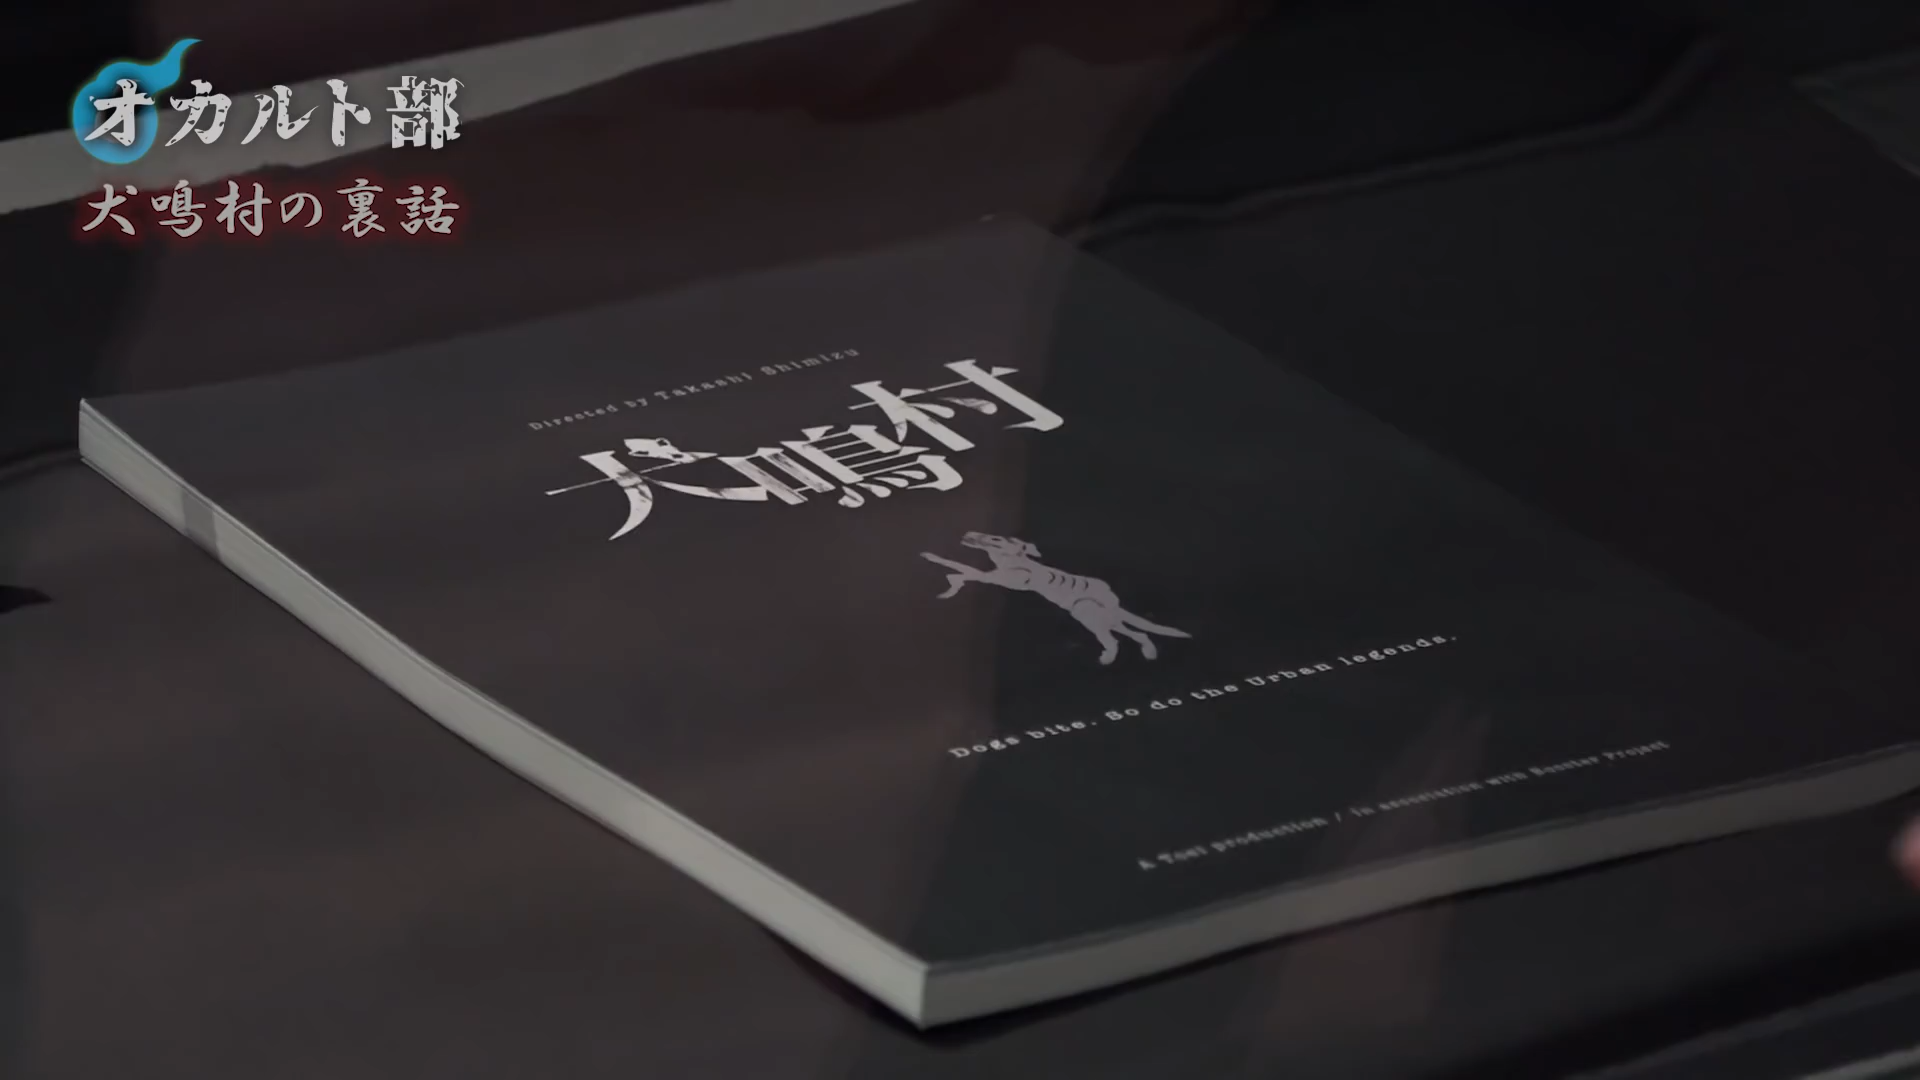 オカルト部
犬鳴村の裏話
Directed by Takashi Shimizu
犬鳴村
Dogs bite. So do the Urban legends.
A Toei production / in association with Booster Project